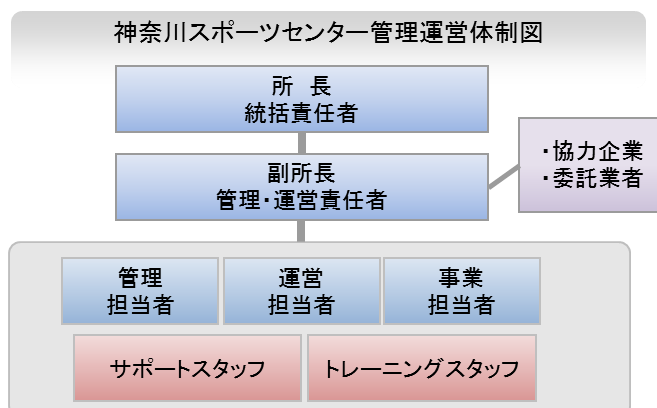 神奈川スポーツセンター管理運営体制図
所　長
統括責任者
副所長
管理・運営責任者
・協力企業
・委託業者
管理
担当者
運営
担当者
事業
担当者
サポートスタッフ
トレーニングスタッフ